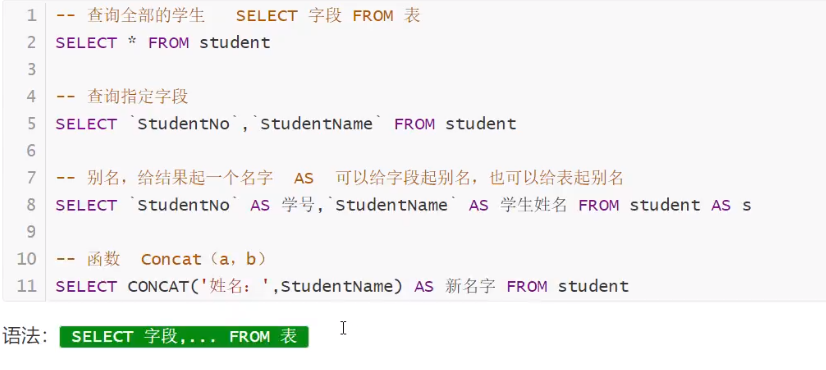 1 -- 查询全部的学生   SELECT 字段 FROM 表
2 SELECT * FROM student
3
4 -- 查询指定字段
5 SELECT `StudentNo`,`StudentName` FROM student
6
7 -- 别名，给结果起一个名字  AS  可以给字段起别名，也可以给表起别名
8 SELECT `StudentNo` AS 学号,`StudentName` AS 学生姓名 FROM student AS s
9
10 -- 函数  Concat（a，b）
11 SELECT CONCAT('姓名：',StudentName) AS 新名字 FROM student
语法： SELECT 字段,... FROM 表